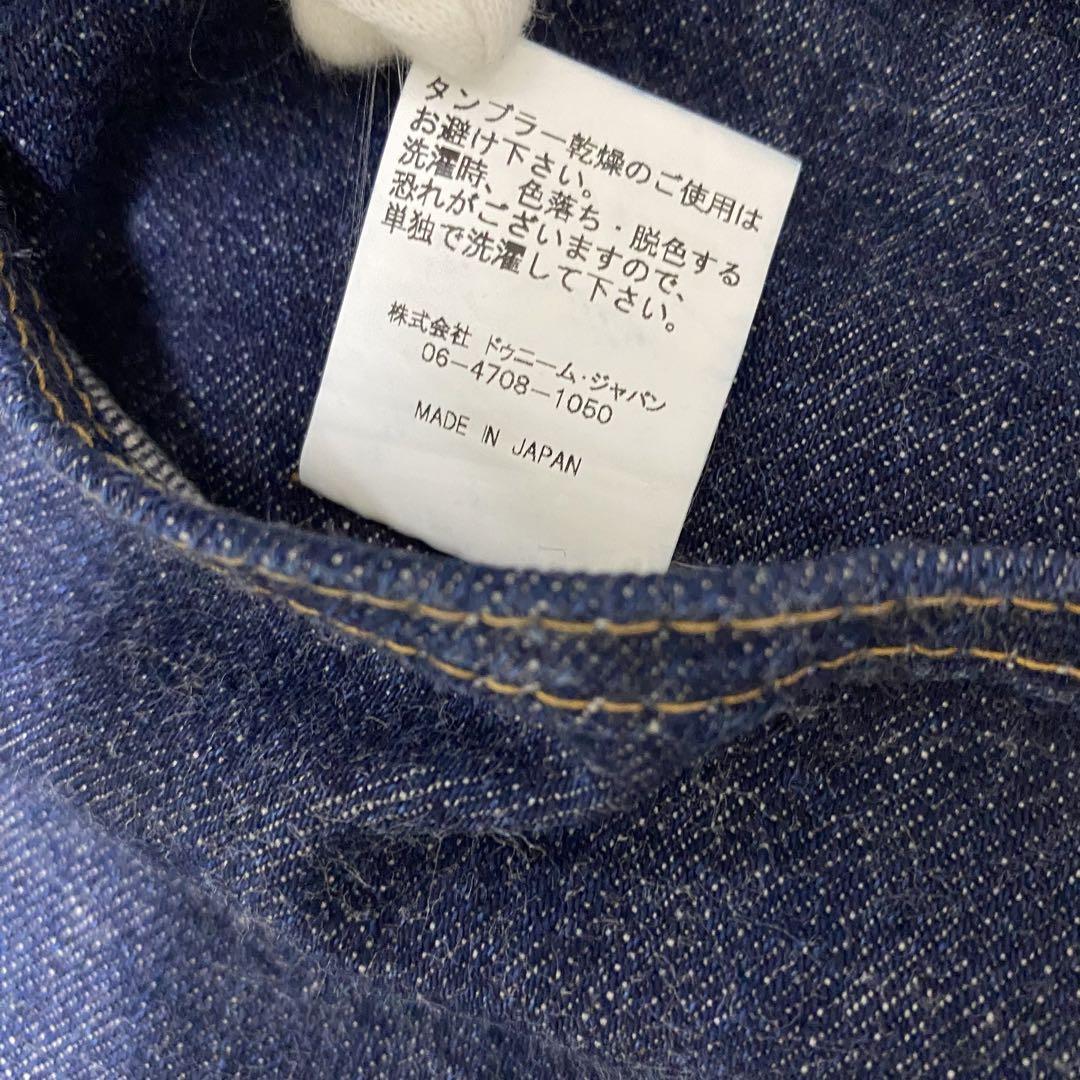 タンブラー乾燥のご使用は
お避け下さい。
洗濯時、色落ち・脱色する
恐れがございますので、
単独で洗濯して下さい。
株式会社 ドゥニーム・ジャパン
06-4708-1050
MADE IN JAPAN